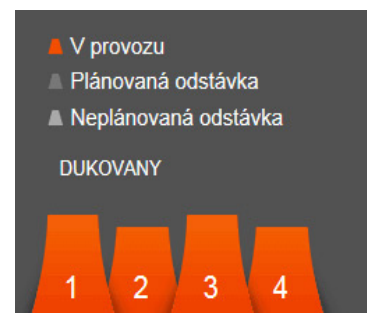 V provozu
Plánovaná odstávka
Neplánovaná odstávka
DUKOVANY
1 2 3 4